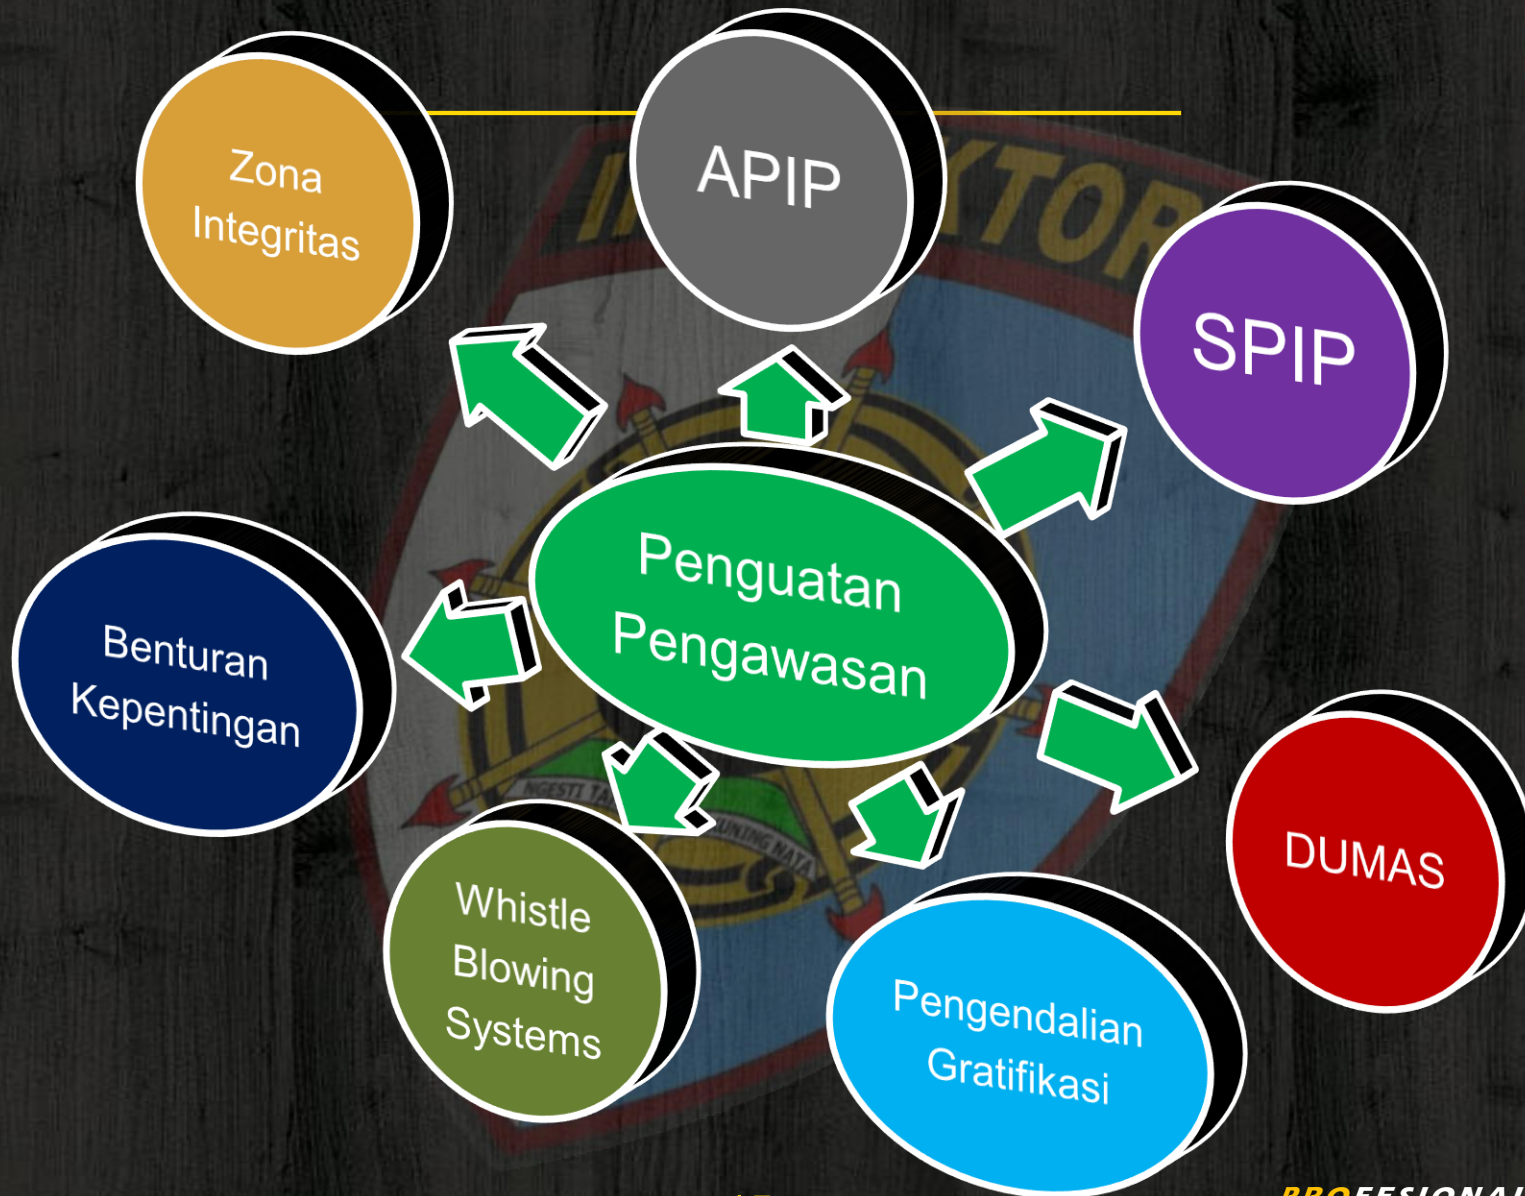 Zona
Integritas
APIP
SPIP
Penguatan
Pengawasan
Benturan
Kepentingan
DUMAS
Whistle
Blowing
Systems
Pengendalian
Gratifikasi